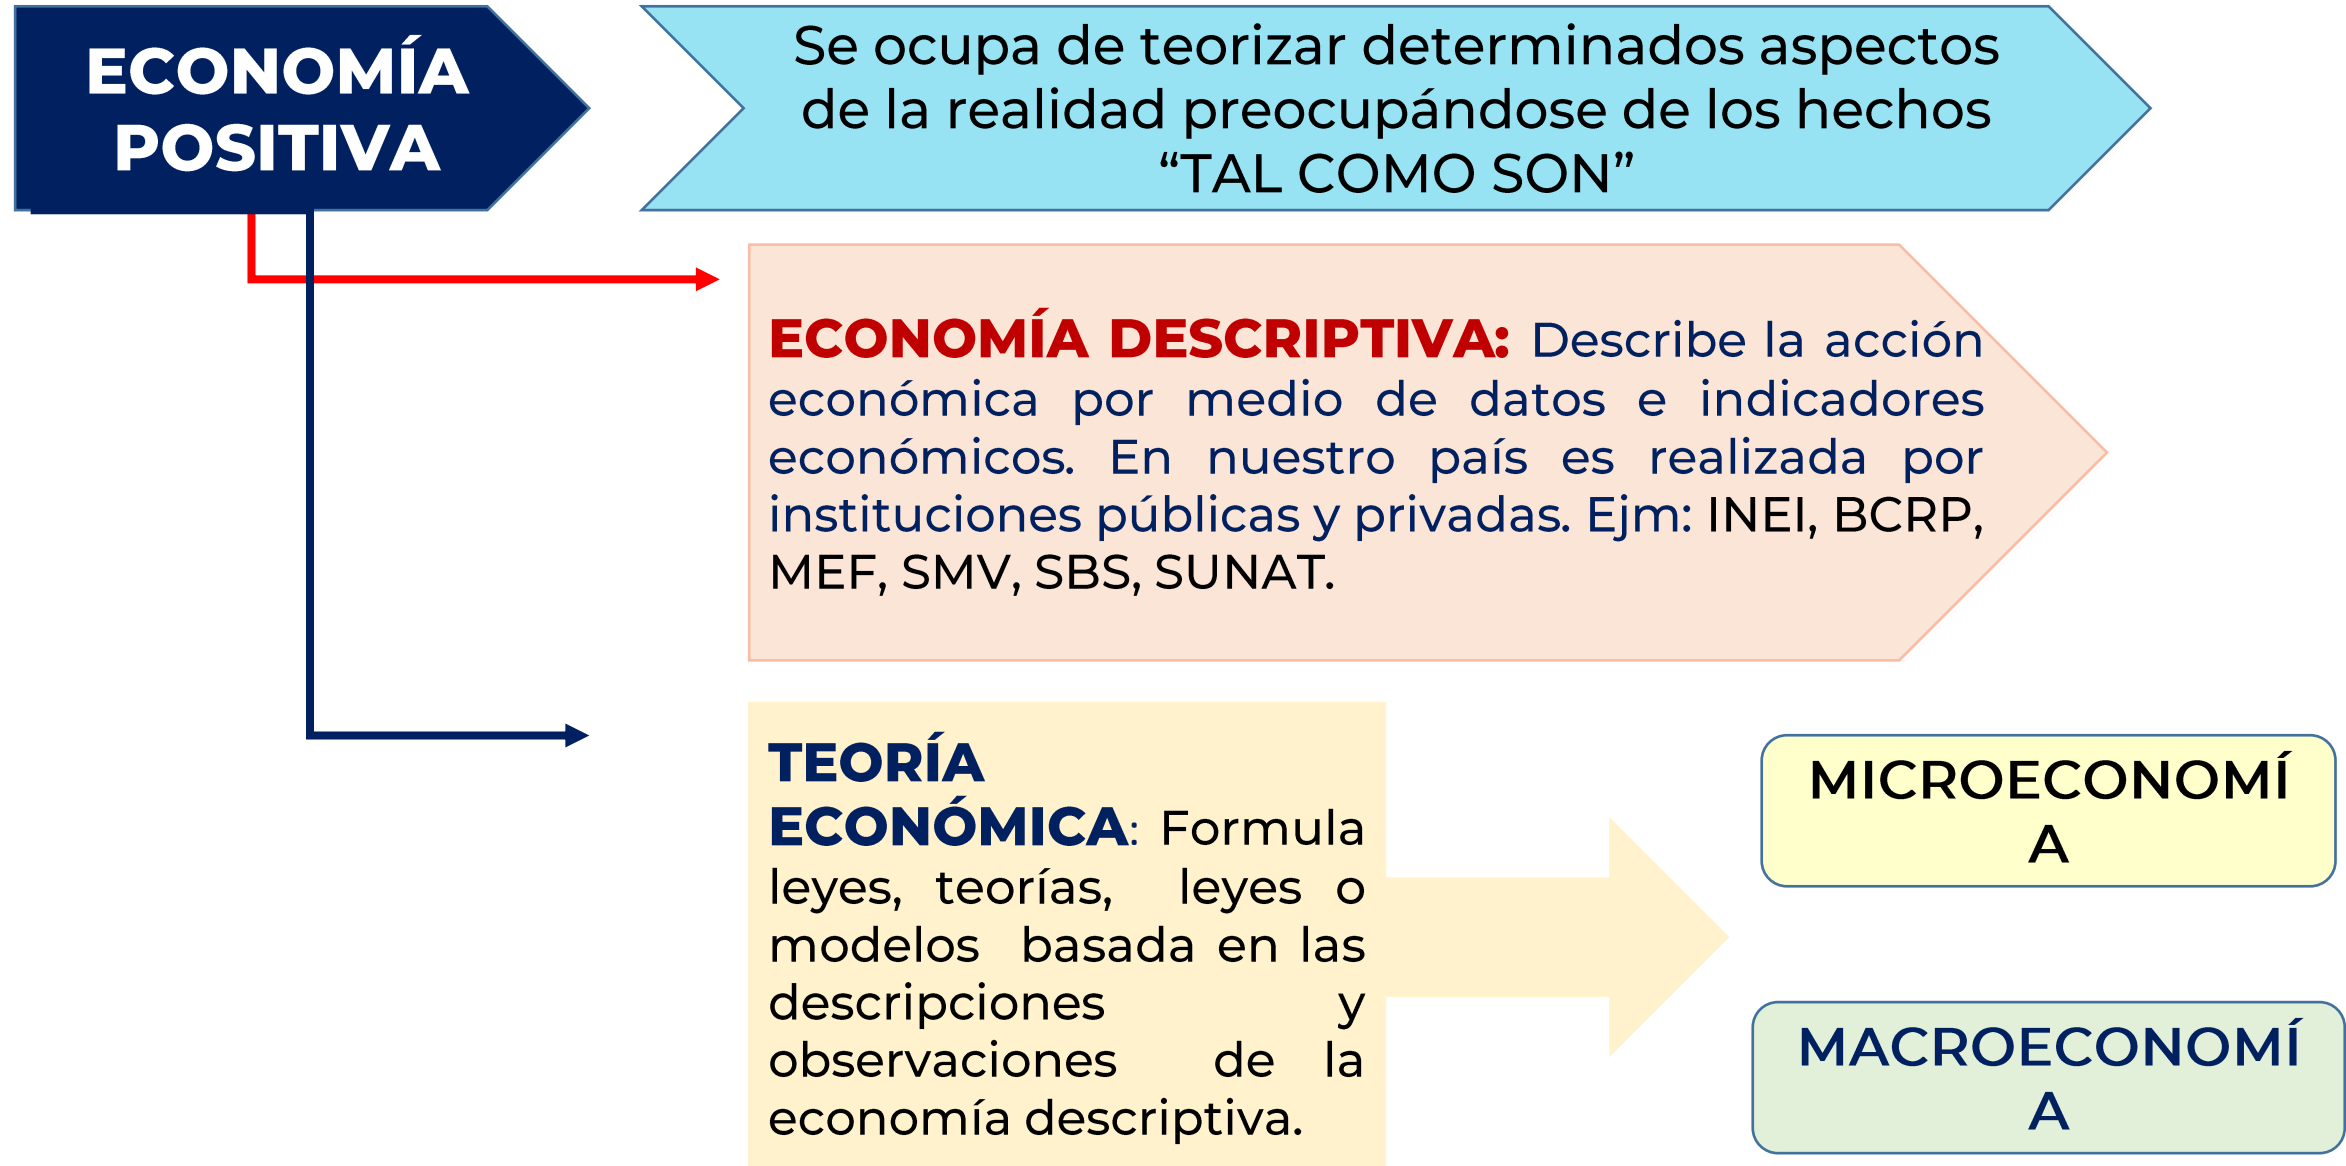 ECONOMÍA
POSITIVA
Se ocupa de teorizar determinados aspectos
de la realidad preocupándose de los hechos
“TAL COMO SON”
ECONOMÍA DESCRIPTIVA: Describe la acción
económica por medio de datos e indicadores
económicos. En nuestro país es realizada por
instituciones públicas y privadas. Ejm: INEI, BCRP,
MEF, SMV, SBS, SUNAT.
TEORÍA
ECONÓMICA: Formula
leyes, teorías, leyes o
modelos basada en las
descripciones y
observaciones de la
economía descriptiva.
MICROECONOMÍ
A
MACROECONOMÍ
A